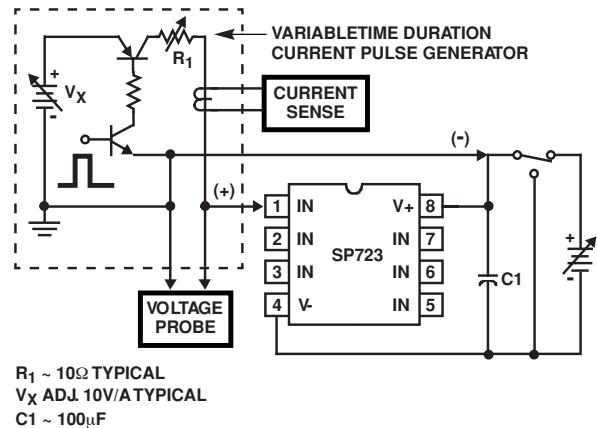 VARIABLETIME DURATION
CURRENT PULSE GENERATOR
R1
+
VX
-
CURRENT
SENSE
(-)
(+)
1 IN
V+ 8
2 IN
IN 7
SP723
3 IN
IN 6
4 V-
IN 5
+
-
C1
VOLTAGE
PROBE
R1 ~ 10Ω TYPICAL
VX ADJ. 10V/A TYPICAL
C1 ~ 100μF